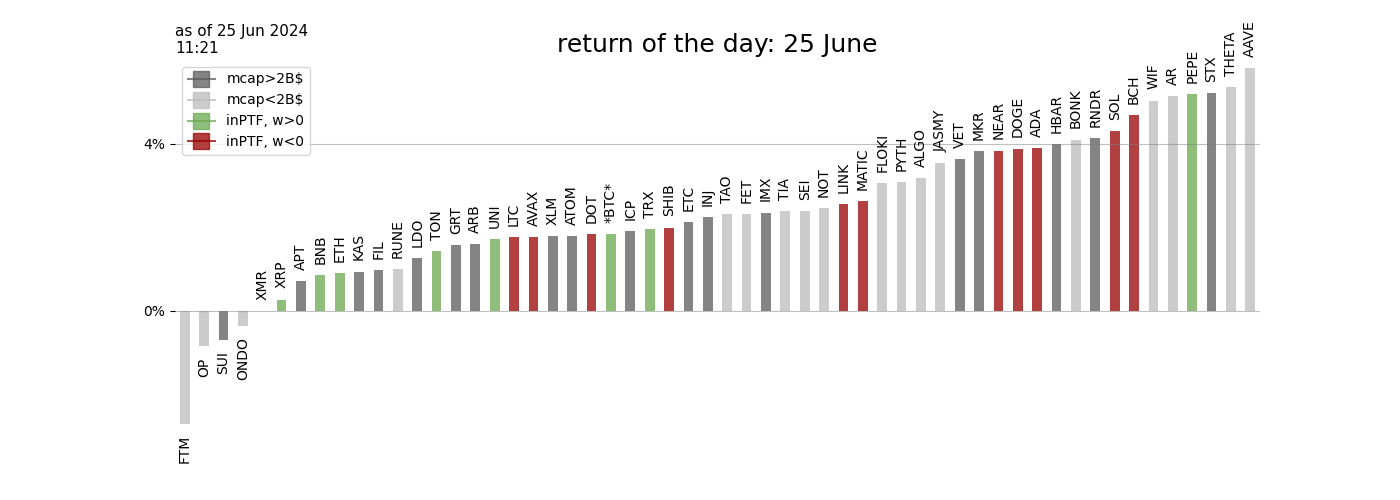 as of 25 Jun 2024
11:21
return of the day: 25 June
mcap>2B$
mcap<2B$
inPTF, w>0
inPTF, w<0
4%
0%
FTM
OP
SUI
ONDO
XMR
XRP
APT
BNB
ETH
KAS
FIL
RUNE
LDO
TON
GRT
ARB
UNI
LTC
AVAX
XLM
ATOM
DOT
*BTC*
ICP
TRX
SHIB
ETC
INJ
TAO
FET
IMX
TIA
SEI
NOT
LINK
MATIC
FLOKI
PYTH
ALGO
JASMY
VET
MKR
NEAR
DOGE
ADA
HBAR
BONK
RNDR
SOL
BCH
WIF
AR
PEPE
STX
THETA
AAVE